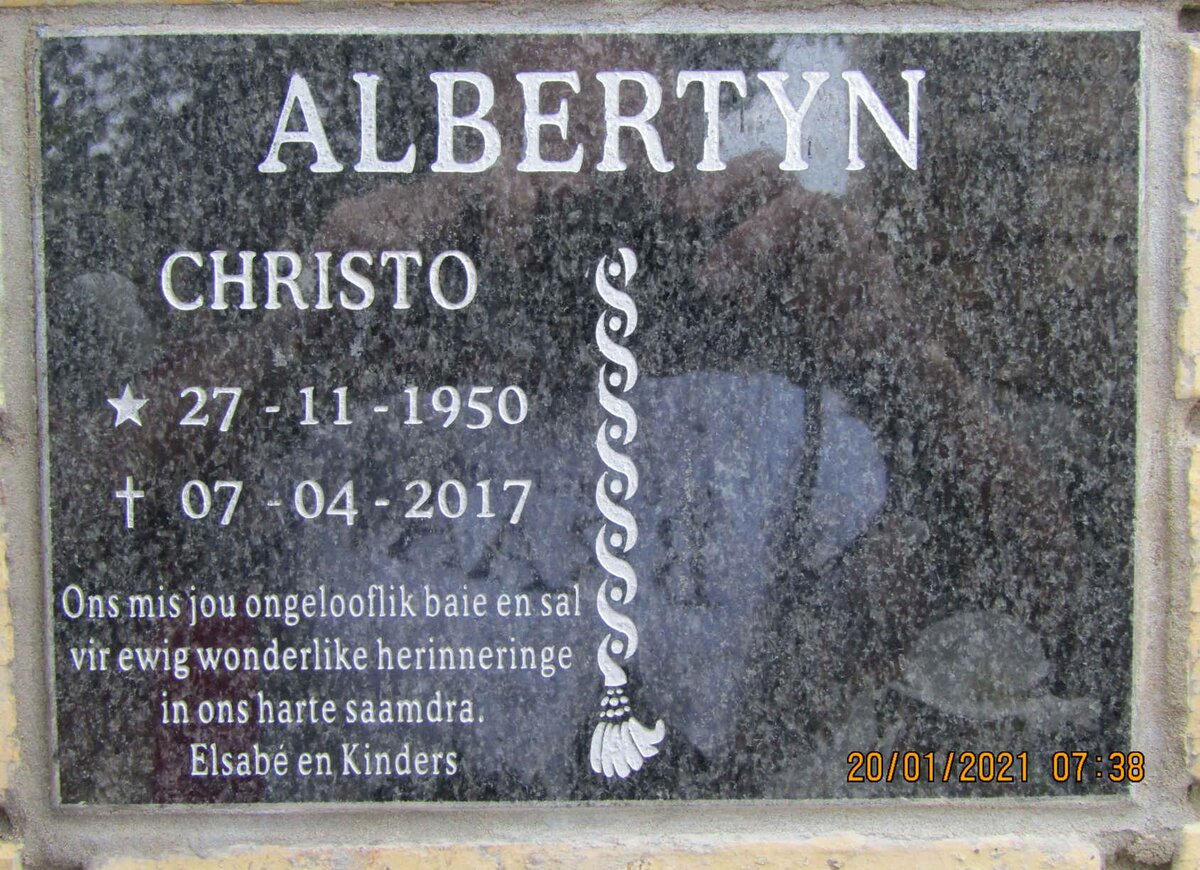 ALBERTYN
CHRISTO
★ 27 - 11 - 1950
✝ 07 - 04 - 2017
Ons mis jou ongelooflik baie en sal
vir ewig wonderlike herinneringe
in ons harte saamdra.
Elsabé en Kinders
20/01/2021 07:38